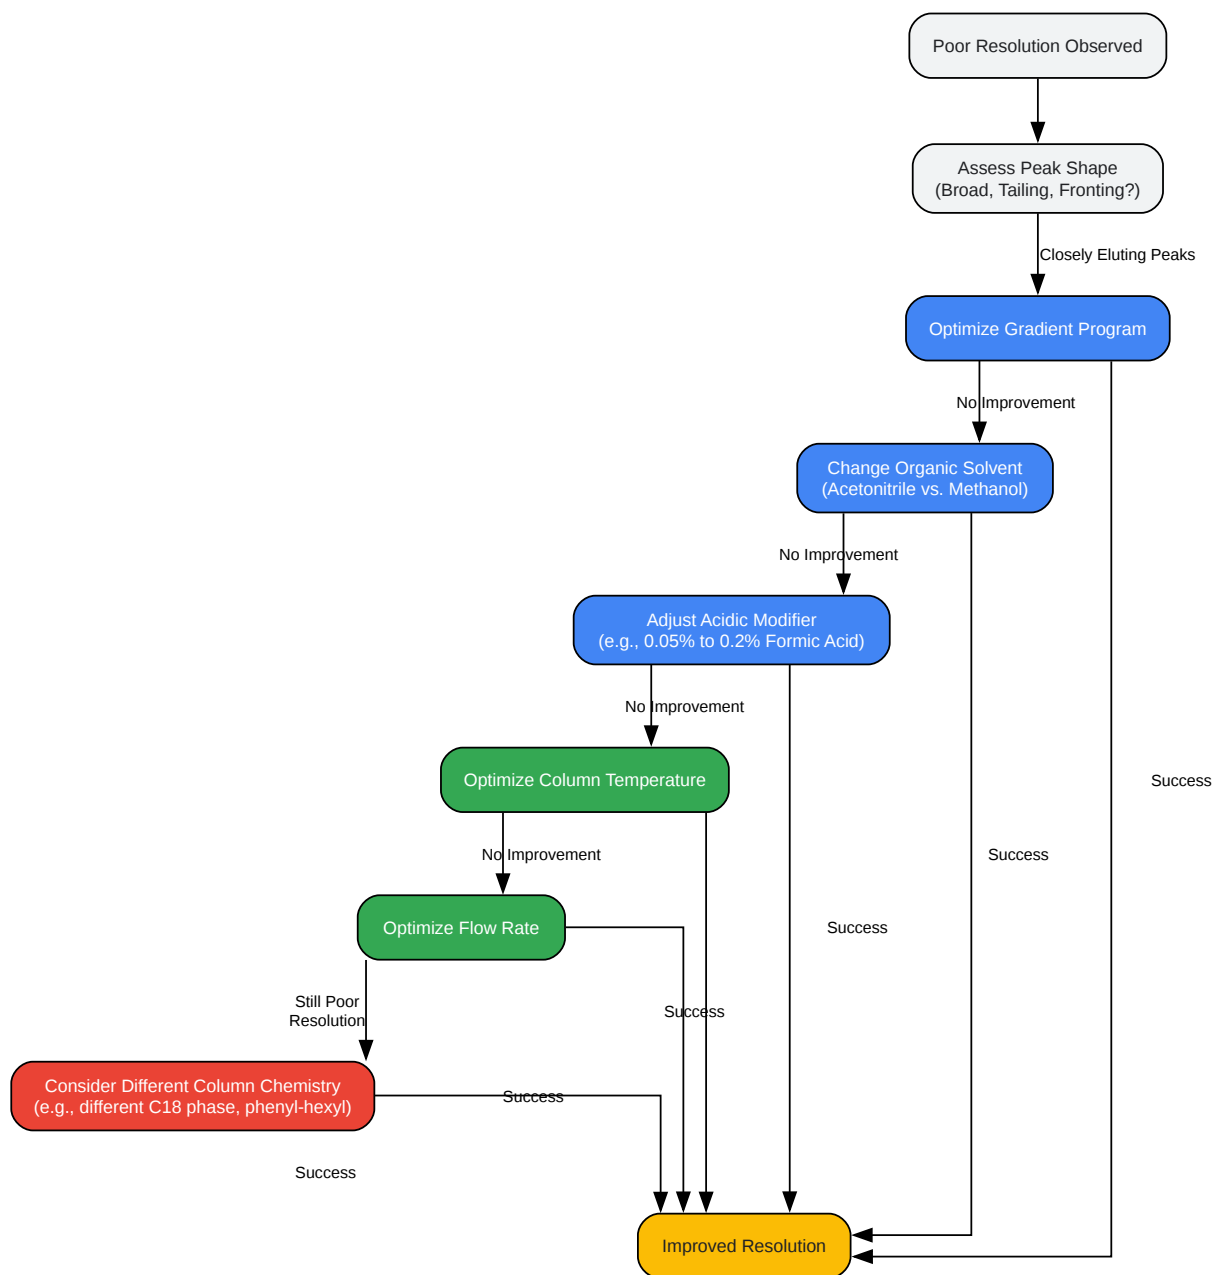 Poor Resolution Observed
Assess Peak Shape
(Broad, Tailing, Fronting?)
Closely Eluting Peaks
Optimize Gradient Program
No Improvement
Change Organic Solvent
(Acetonitrile vs. Methanol)
No Improvement
Adjust Acidic Modifier
(e.g., 0.05% to 0.2% Formic Acid)
No Improvement
Optimize Column Temperature
Success
No Improvement
Success
Optimize Flow Rate
Success
Still Poor
Resolution
Success
Consider Different Column Chemistry
(e.g., different C18 phase, phenyl-hexyl)
Success
Success
Improved Resolution